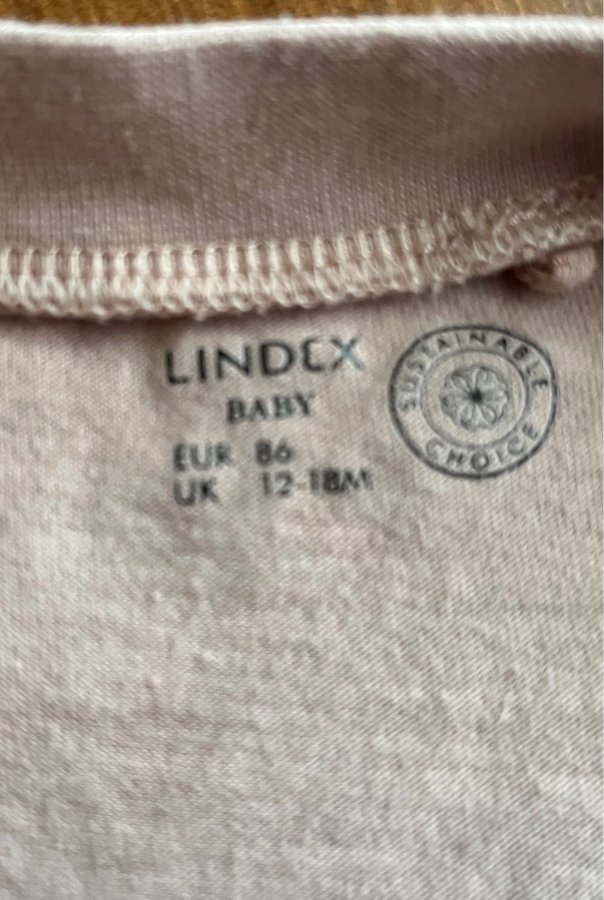 LINDEX
BABY
EUR 86
UK 12-18M
SUSTAINABLE
CHOICE